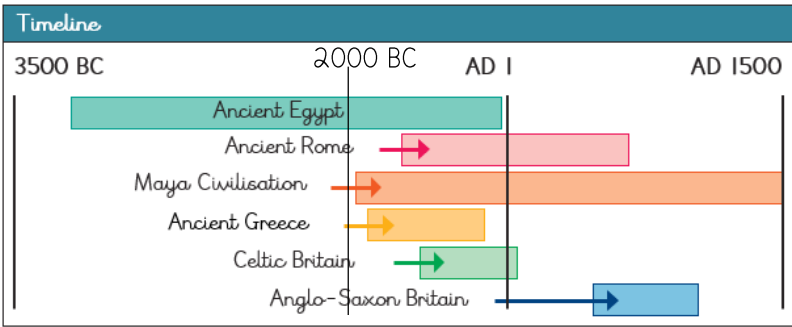 Timeline
3500 BC 2000 BC AD 1 AD 1500
Ancient Egypt
Ancient Rome
Maya Civilisation
Ancient Greece
Celtic Britain
Anglo-Saxon Britain